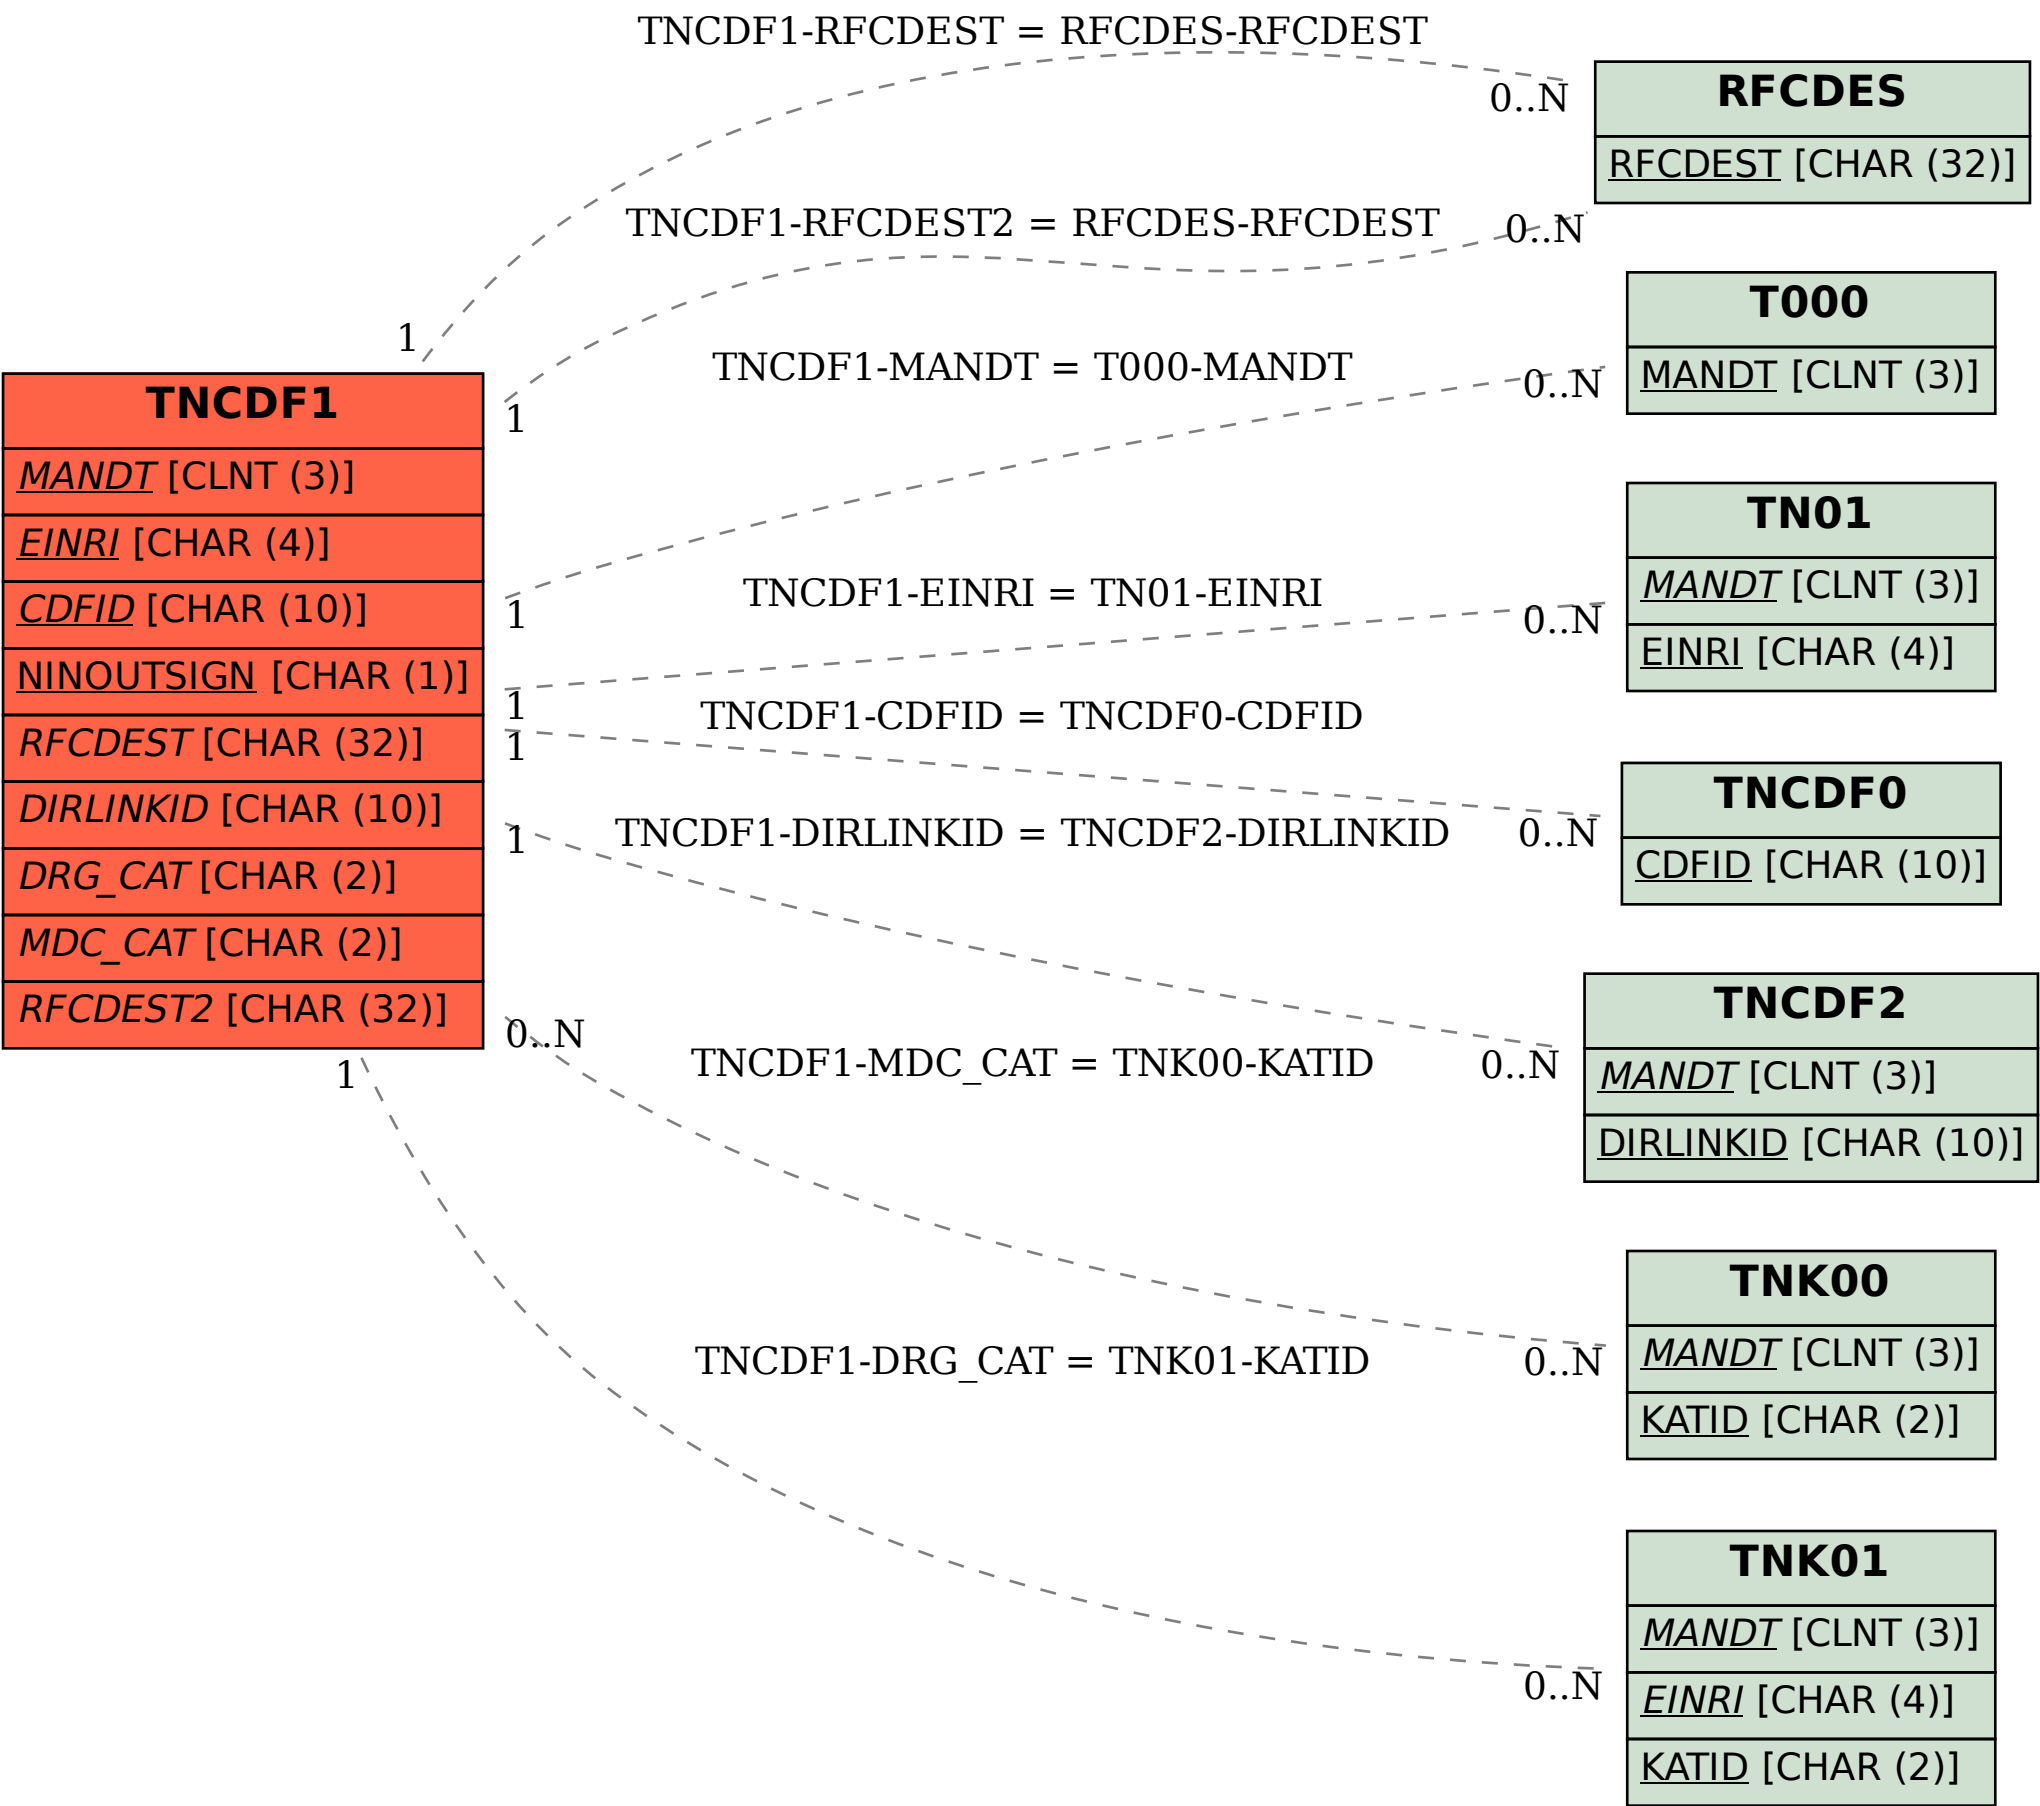 TNCDF1-RFCDEST = RFCDES-RFCDEST
1
0..N
TNCDF1-RFCDEST2 = RFCDES-RFCDEST
1
0..N
TNCDF1-MANDT = T000-MANDT
1
0..N
TNCDF1-EINRI = TN01-EINRI
1
0..N
TNCDF1-CDFID = TNCDF0-CDFID
1
0..N
TNCDF1-DIRLINKID = TNCDF2-DIRLINKID
1
0..N
TNCDF1-MDC_CAT = TNK00-KATID
0..N
0..N
TNCDF1-DRG_CAT = TNK01-KATID
1
0..N
TNCDF1
MANDT [CLNT (3)]
EINRI [CHAR (4)]
CDFID [CHAR (10)]
NINOUTSIGN [CHAR (1)]
RFCDEST [CHAR (32)]
DIRLINKID [CHAR (10)]
DRG_CAT [CHAR (2)]
MDC_CAT [CHAR (2)]
RFCDEST2 [CHAR (32)]
RFCDES
RFCDEST [CHAR (32)]
T000
MANDT [CLNT (3)]
TN01
MANDT [CLNT (3)]
EINRI [CHAR (4)]
TNCDF0
CDFID [CHAR (10)]
TNCDF2
MANDT [CLNT (3)]
DIRLINKID [CHAR (10)]
TNK00
MANDT [CLNT (3)]
KATID [CHAR (2)]
TNK01
MANDT [CLNT (3)]
EINRI [CHAR (4)]
KATID [CHAR (2)]